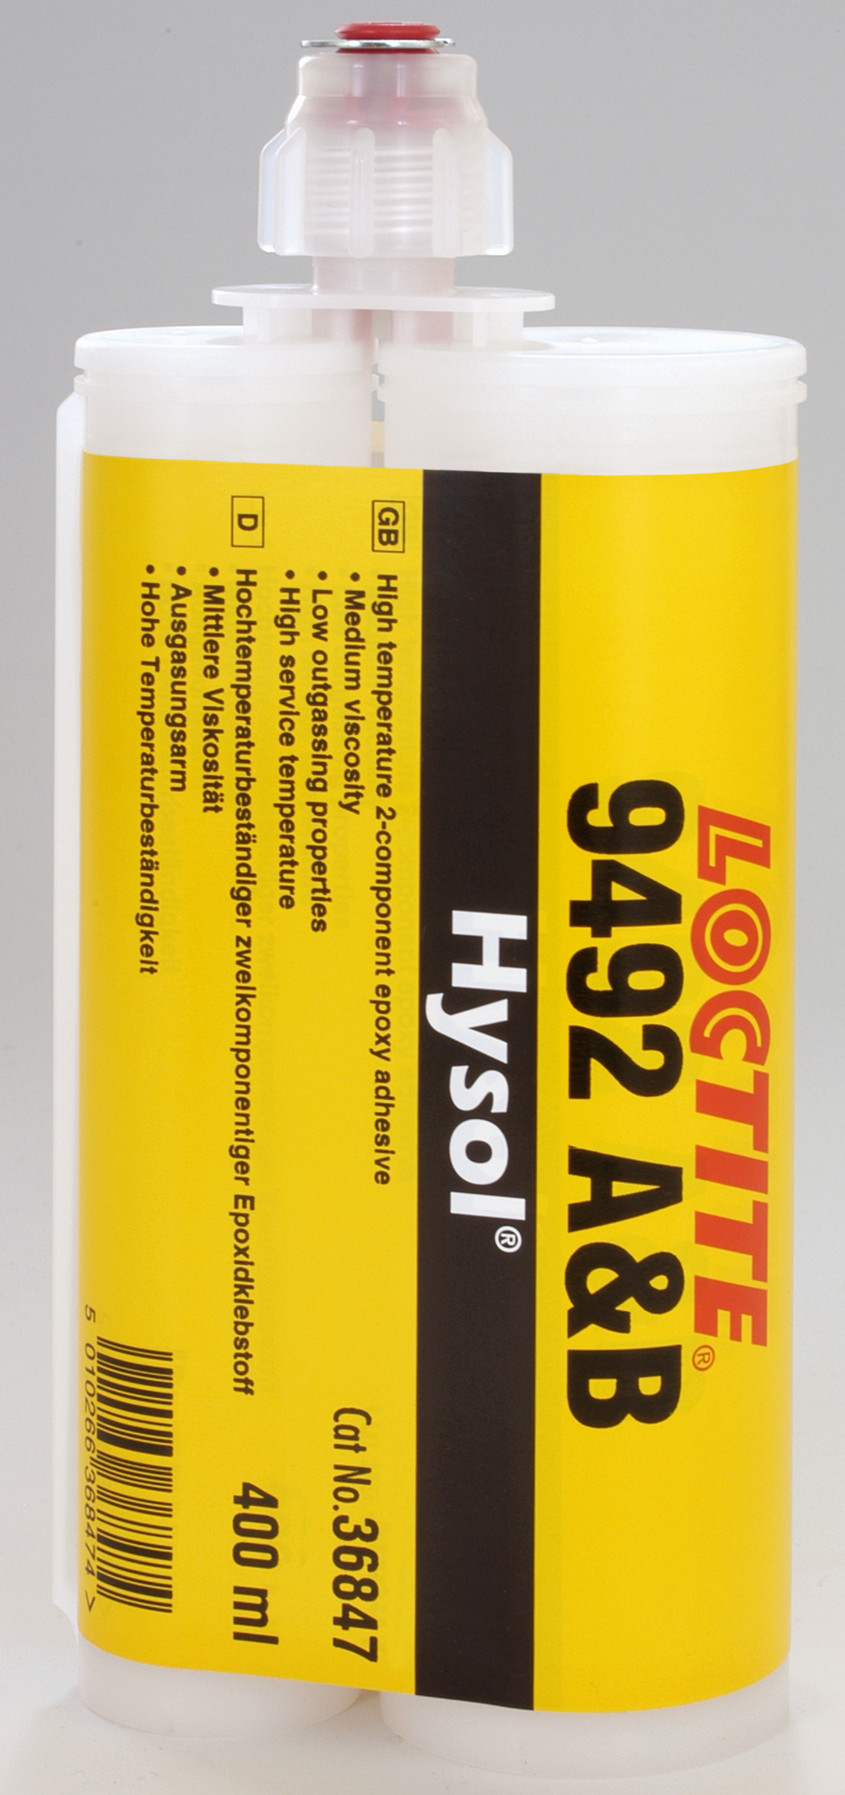 LOCTITE®
9492 A&B
Hysol®
GB High temperature 2-component epoxy adhesive
• Medium viscosity
• Low outgassing properties
• High service temperature
D Hochtemperaturbeständiger zweikomponentiger Epoxidklebstoff
• Mittlere Viskosität
• Ausgasungsarm
• Hohe Temperaturbeständigkeit
Cat No. 36847
400 ml
5 010266 368474 >